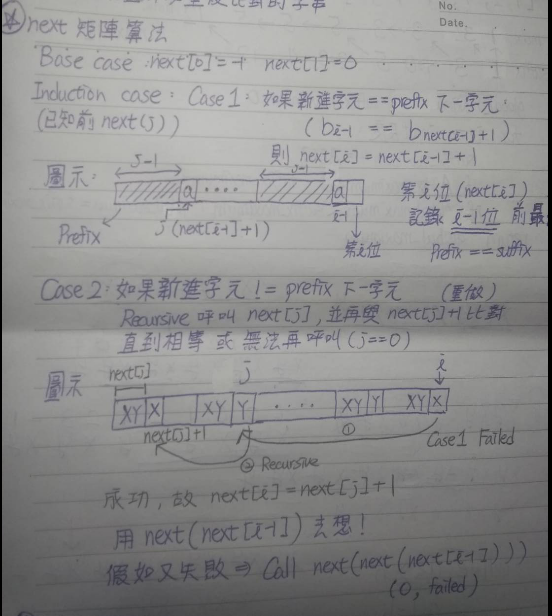 No.
Date.
next 矩陣算法
Base case : next[0]=-1 next[1]=0
Induction case : Case 1: 如果新進字元 == prefix 下一字元.
(已知前 next(j)) ( bi-1 == bnext[i-1]+1 )
則 next[i] = next[i-1]+1
圖示:
j-1
j-1
a
....
a
Prefix
j (next[i-1]+1)
i-1
第i位
第i位 (next[i])
記錄 i-1位 前最
Prefix == suffix
Case 2: 如果新進字元 != prefix 下一字元 (重做)
Recursive 呼叫 next[j], 並再與 next[j]+1 比對
直到相等 或 無法再呼叫 (j==0)
圖示
next[j]
j
i
XY X XY Y .... XY Y XY X
next[j]+1
①
Case 1 Failed
② Recursive
成功, 故 next[i]=next[j]+1
用 next(next[i-1]) 去想!
假如又失敗 ⇒ Call next(next(next[i-1]))
(0, failed)